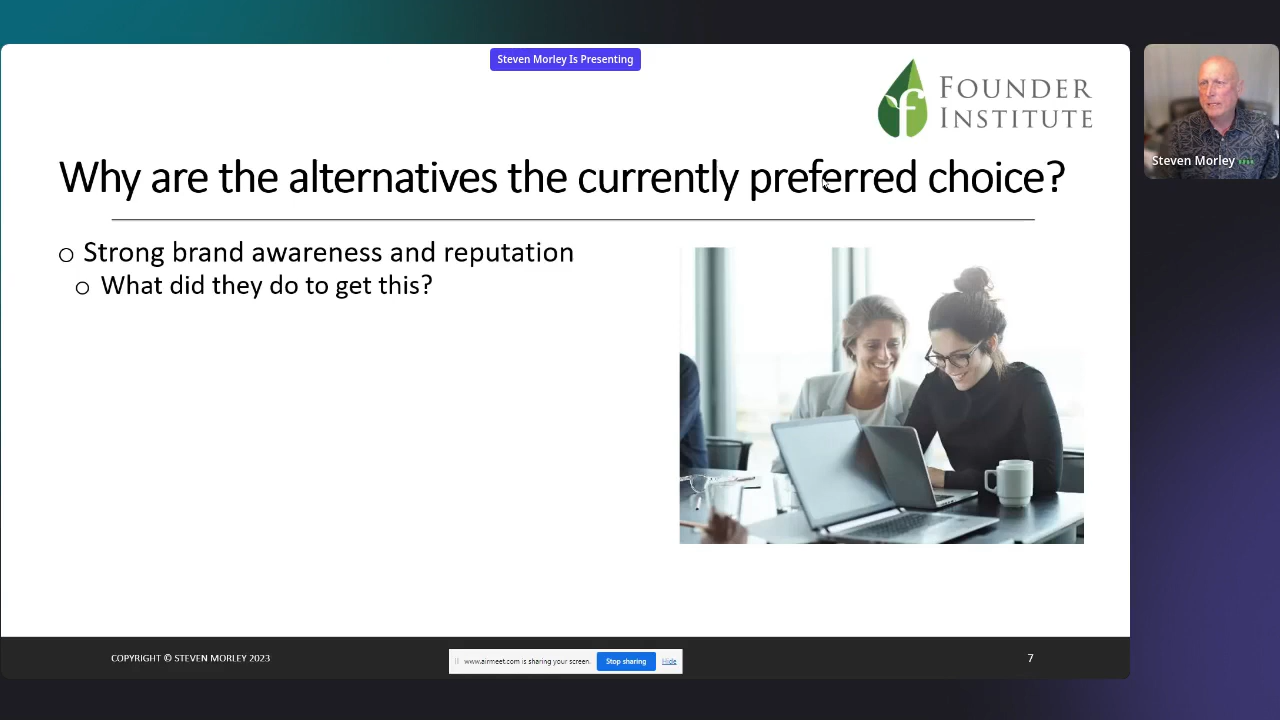 Steven Morley Is Presenting
FOUNDER
INSTITUTE
Steven Morley
Why are the alternatives the currently preferred choice?
o Strong brand awareness and reputation
o What did they do to get this?
COPYRIGHT © STEVEN MORLEY 2023
www.airmeet.com is sharing your screen.
Stop sharing
Hide
7